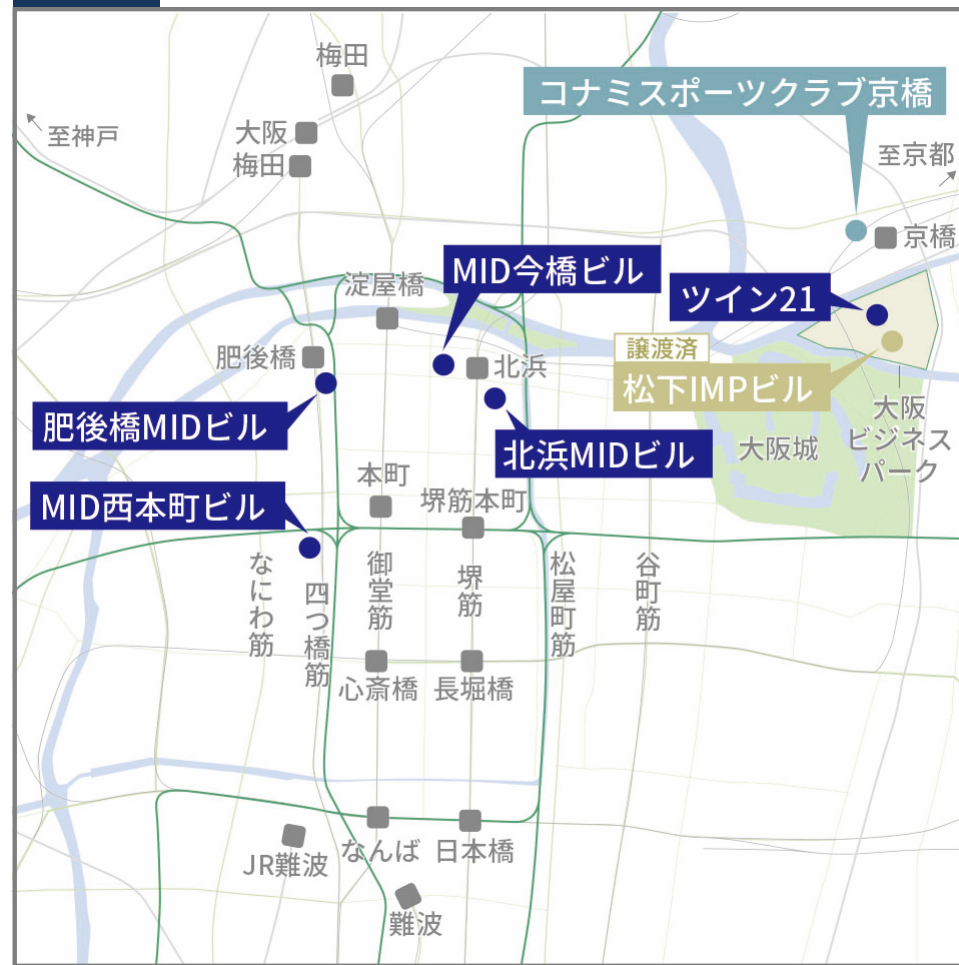 梅田
コナミスポーツクラブ京橋
至神戸
大阪
梅田
至京都
京橋
MID今橋ビル
淀屋橋
ツイン21
肥後橋
北浜
譲渡済
松下IMPビル
肥後橋MIDビル
北浜MIDビル
大阪城
大阪
ビジネス
パーク
本町
堺筋本町
MID西本町ビル
なにわ筋
四つ橋筋
御堂筋
堺筋
松屋町筋
谷町筋
心斎橋
長堀橋
JR難波
なんば
日本橋
難波